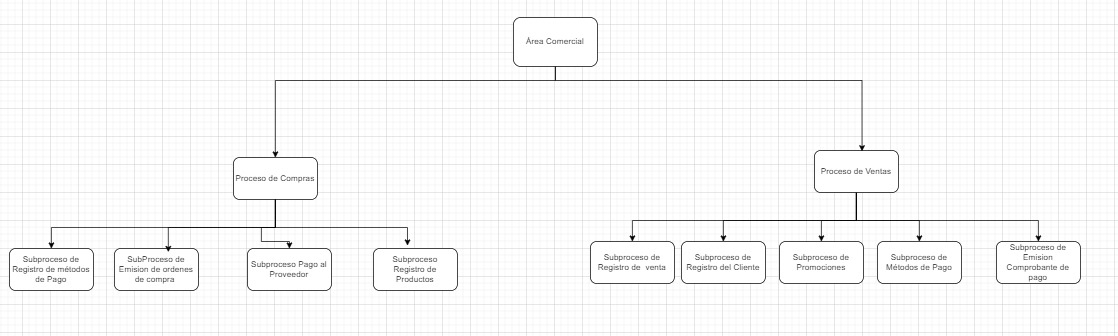 Área Comercial
Proceso de Compras
Proceso de Ventas
Subproceso de
Registro de métodos
de Pago
SubProceso de
Emision de ordenes
de compra
Subproceso Pago al
Proveedor
Subproceso
Registro de
Productos
Subproceso de
Registro de venta
Subproceso de
Registro del Cliente
Subproceso de
Promociones
Subproceso de
Métodos de Pago
Subproceso de
Emision
Comprobante de
pago